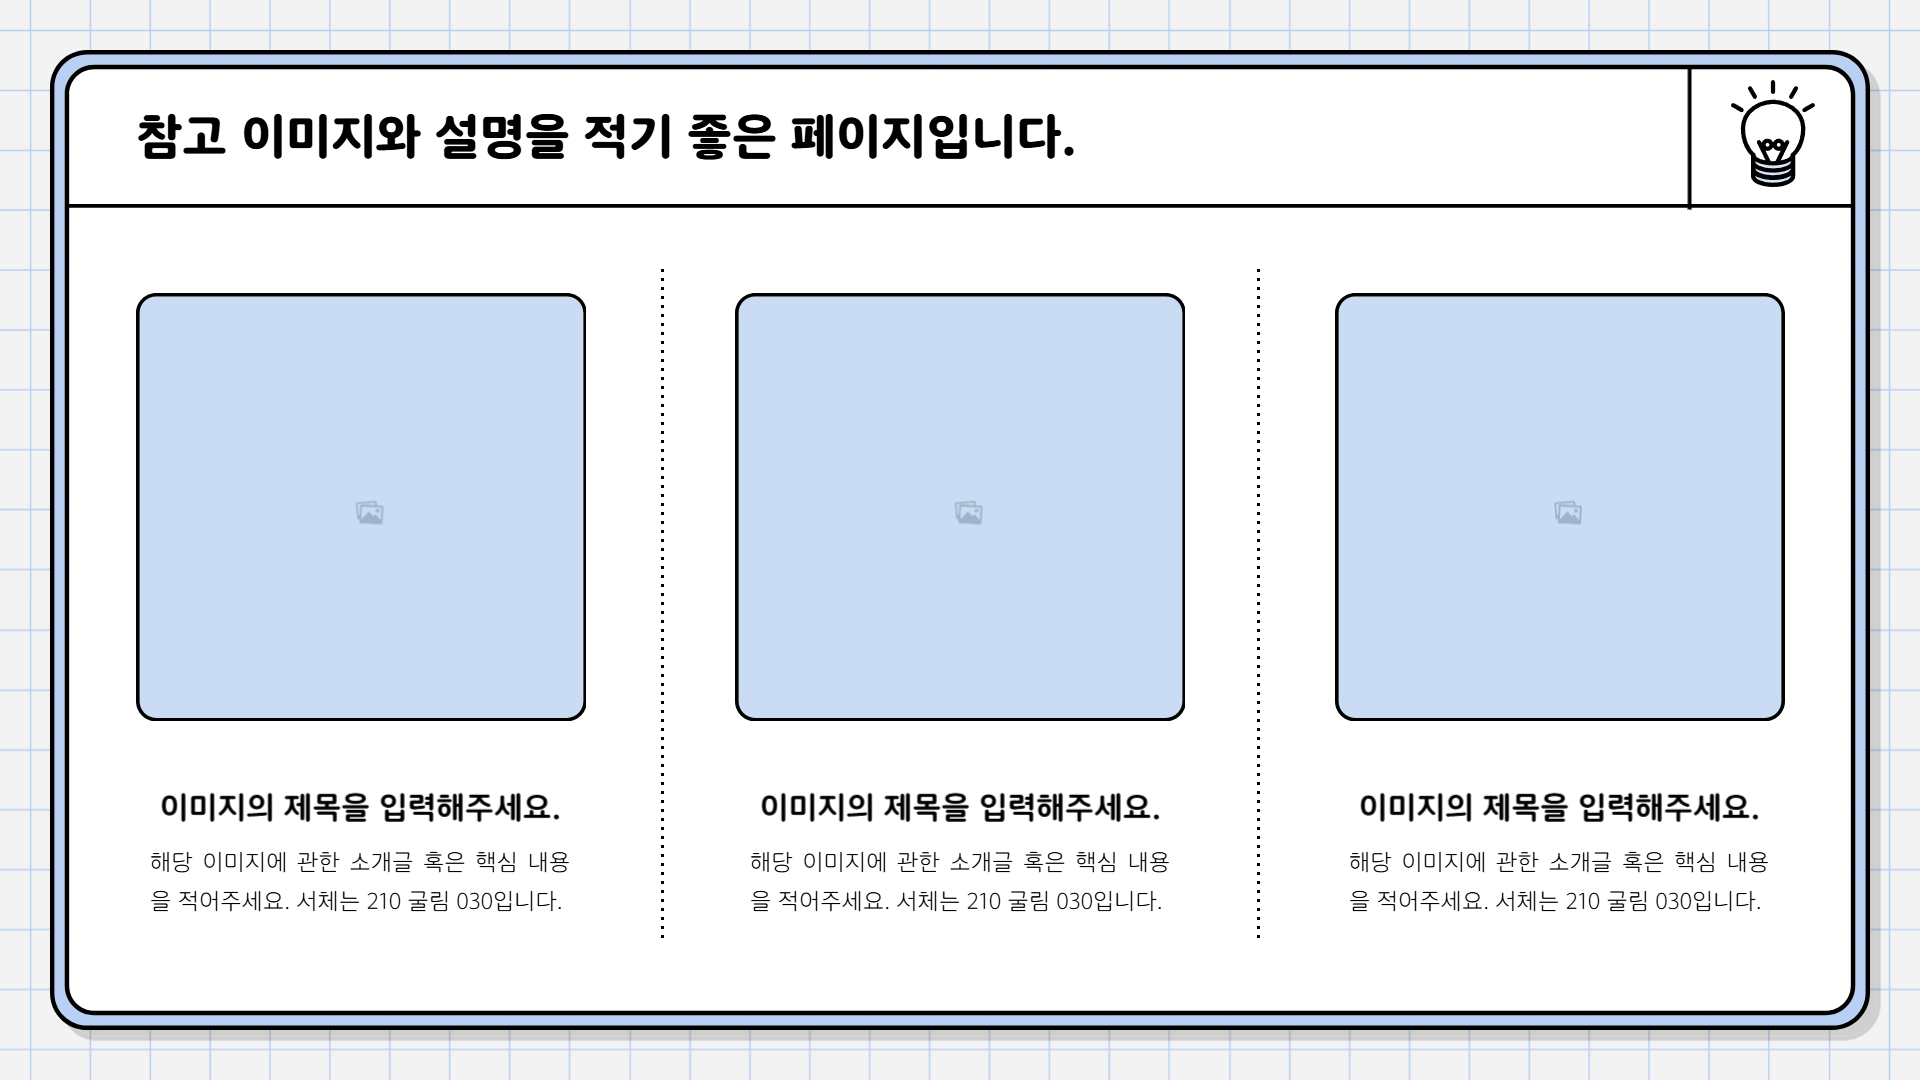 참고 이미지와 설명을 적기 좋은 페이지입니다.
이미지의 제목을 입력해주세요.
해당 이미지에 관한 소개글 혹은 핵심 내용
을 적어주세요. 서체는 210 굴림 030입니다.
이미지의 제목을 입력해주세요.
해당 이미지에 관한 소개글 혹은 핵심 내용
을 적어주세요. 서체는 210 굴림 030입니다.
이미지의 제목을 입력해주세요.
해당 이미지에 관한 소개글 혹은 핵심 내용
을 적어주세요. 서체는 210 굴림 030입니다.